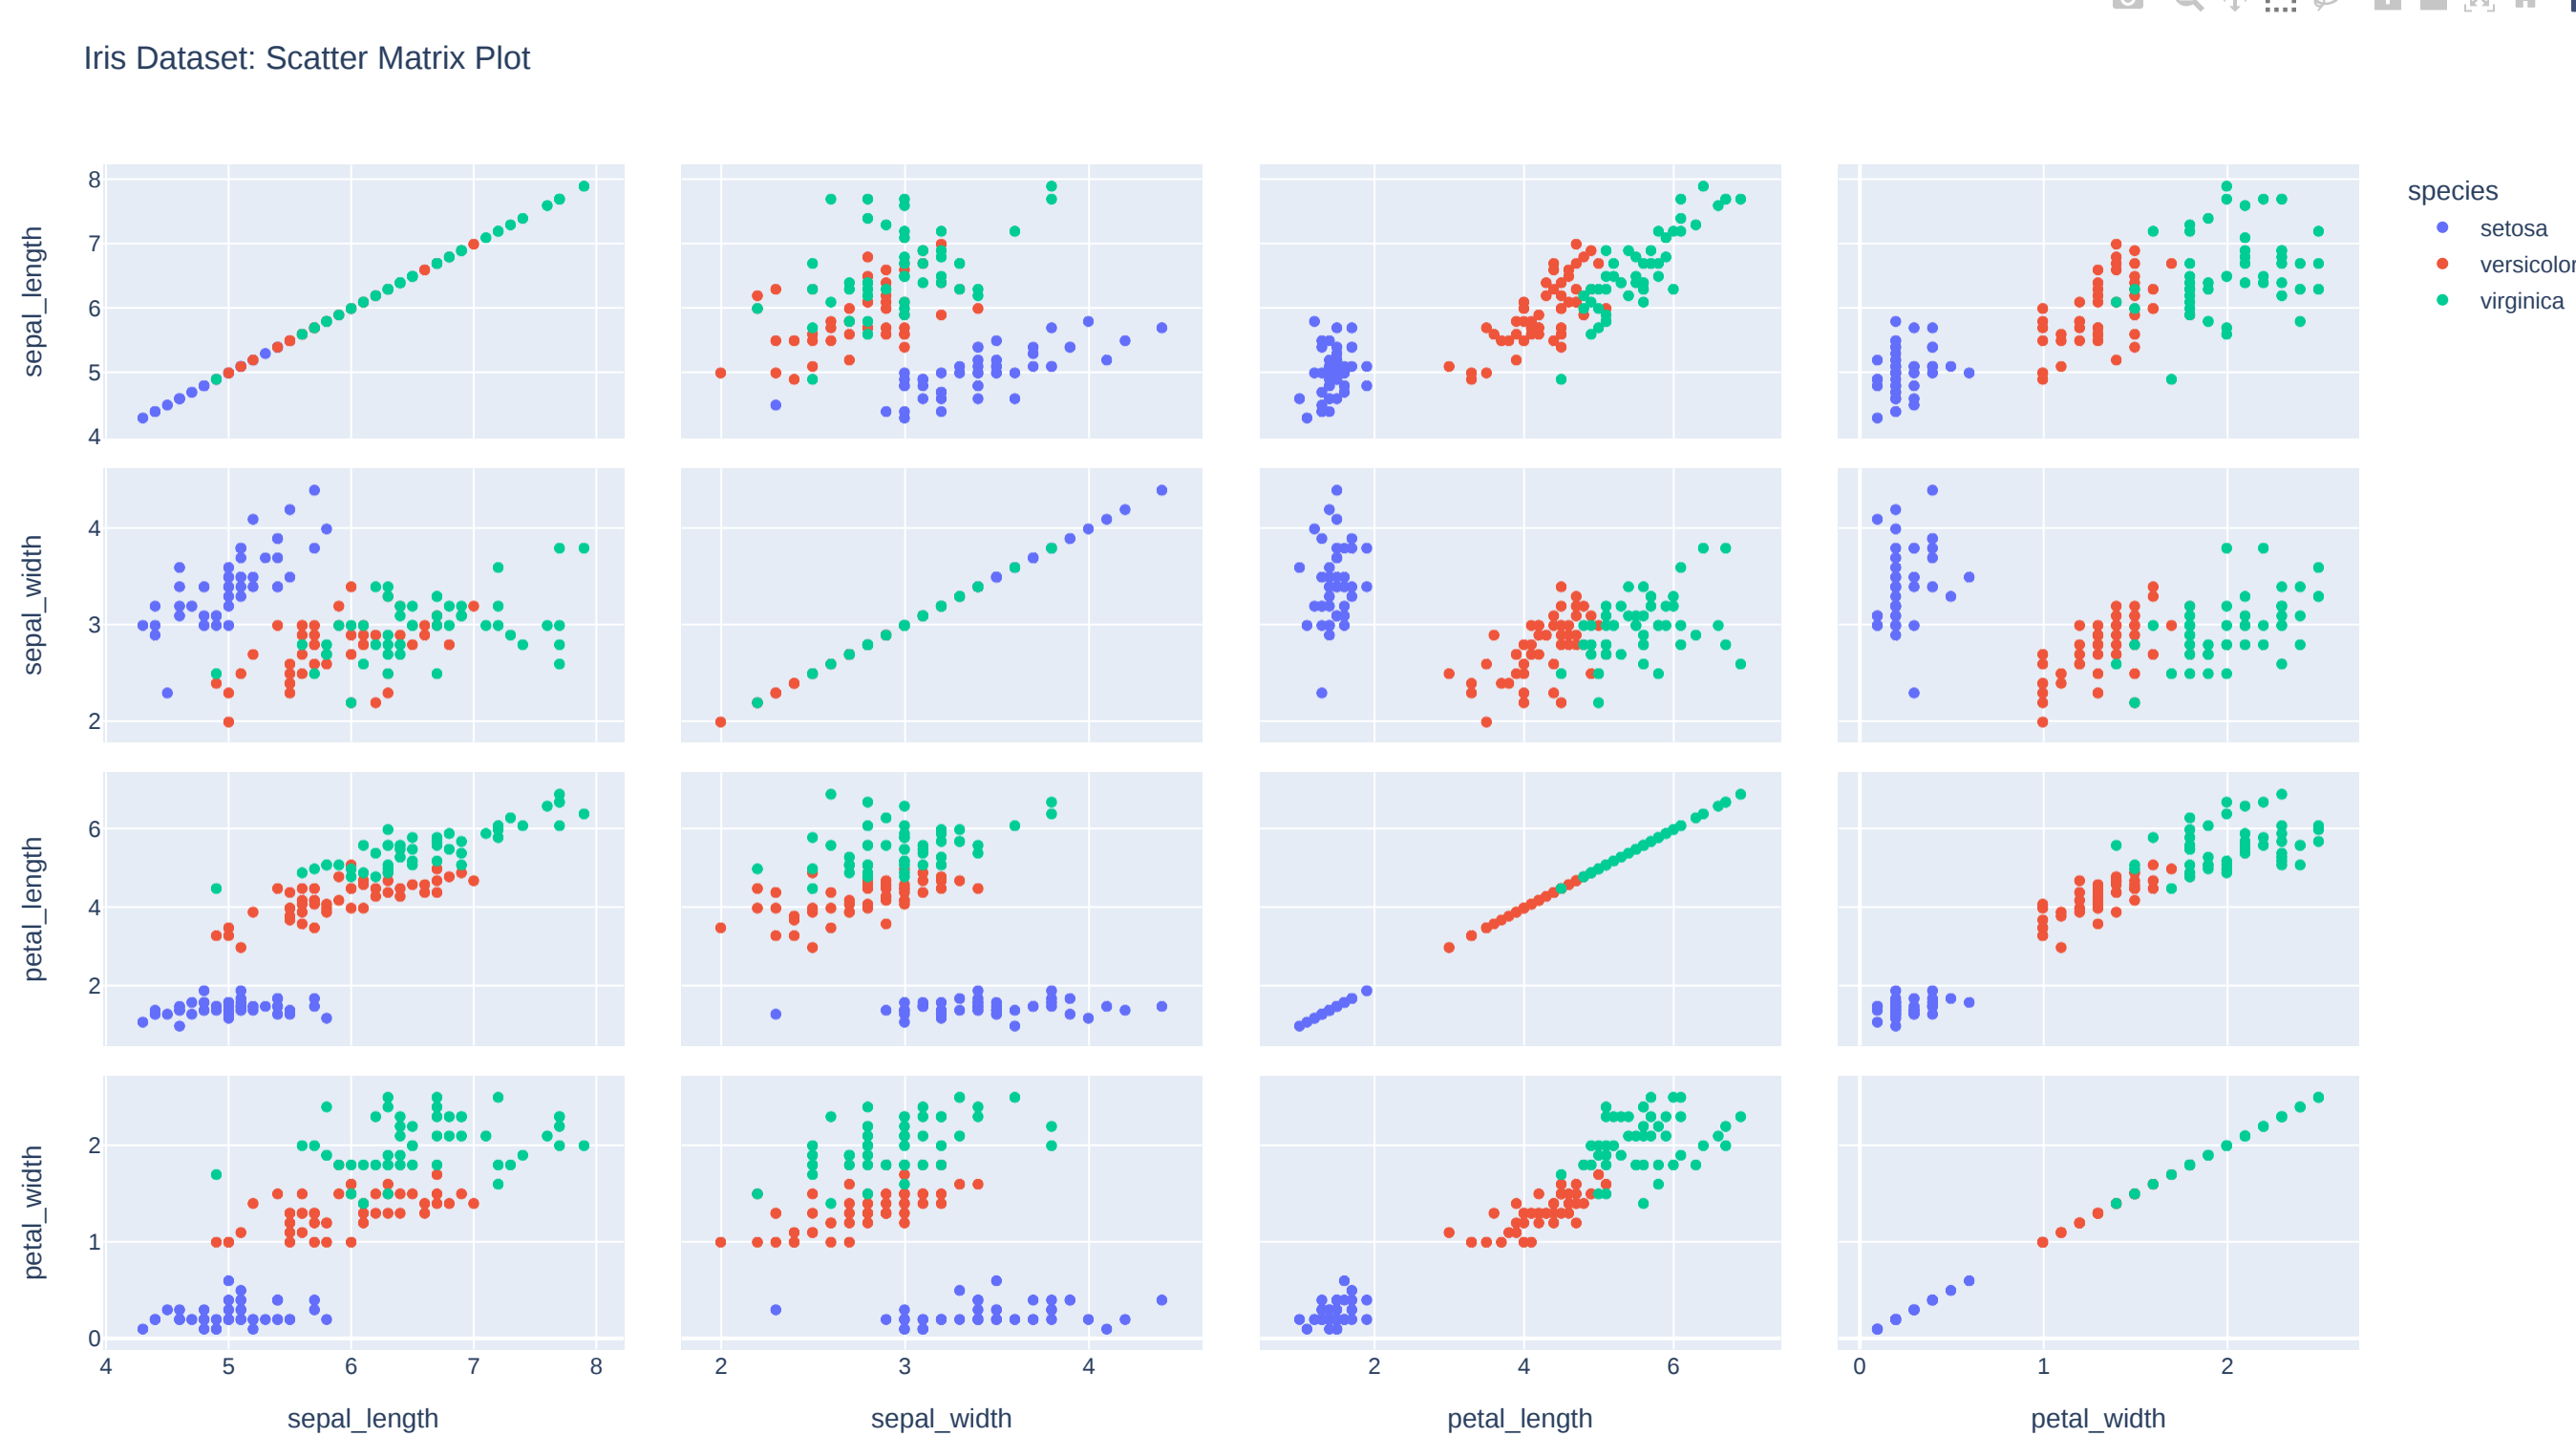 Iris Dataset: Scatter Matrix Plot
species
setosa
versicolor
virginica
sepal_length
8
7
6
5
4
sepal_width
4
3
2
petal_length
6
4
2
petal_width
2
1
0
4 5 6 7 8
2 3 4
2 4 6
0 1 2
sepal_length
sepal_width
petal_length
petal_width